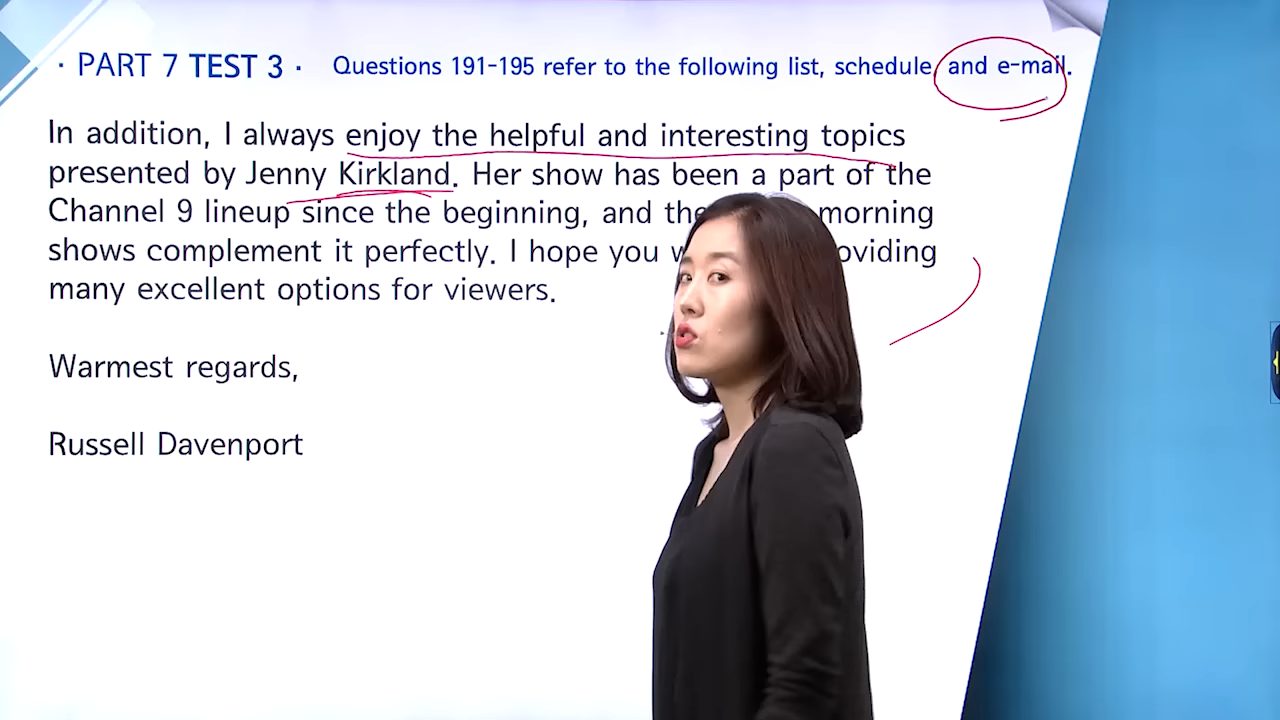 · PART 7 TEST 3 · Questions 191-195 refer to the following list, schedule and e-mail.
In addition, I always enjoy the helpful and interesting topics
presented by Jenny Kirkland. Her show has been a part of the
Channel 9 lineup since the beginning, and the morning
shows complement it perfectly. I hope you
many excellent options for viewers.
Warmest regards,
Russell Davenport